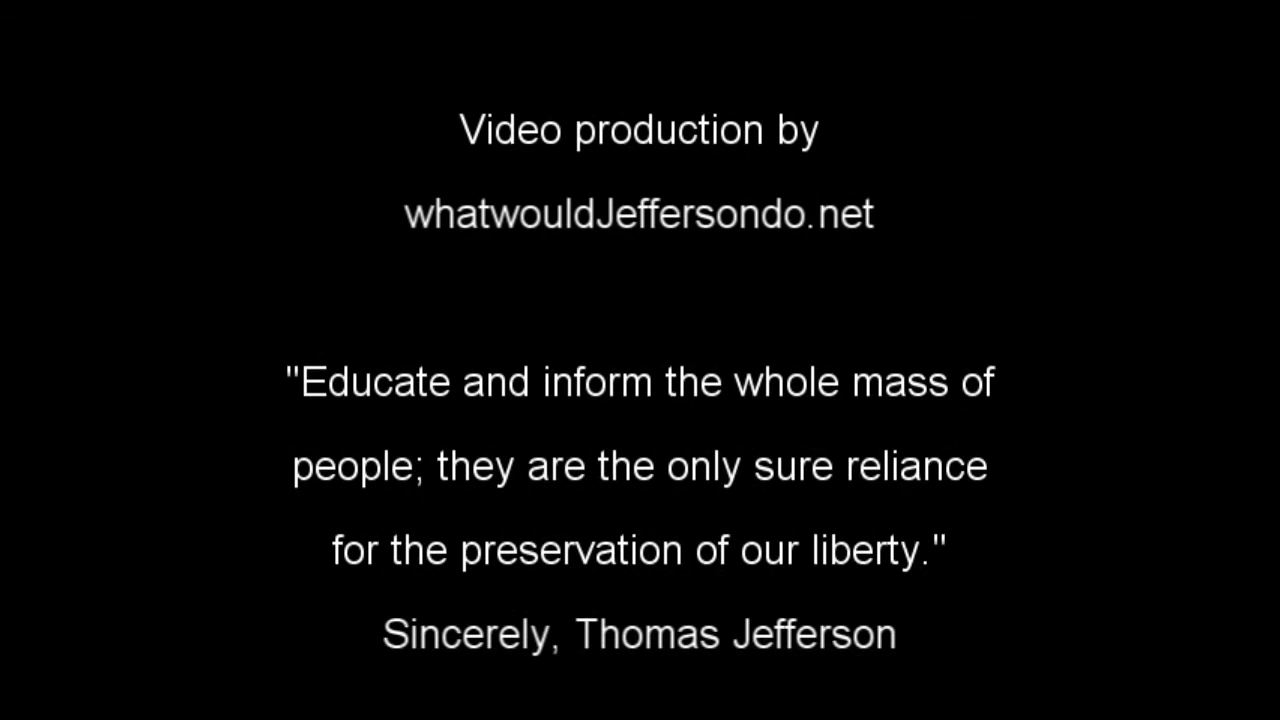 Video production by
whatwouldJeffersondo.net
"Educate and inform the whole mass of
people; they are the only sure reliance
for the preservation of our liberty."
Sincerely, Thomas Jefferson